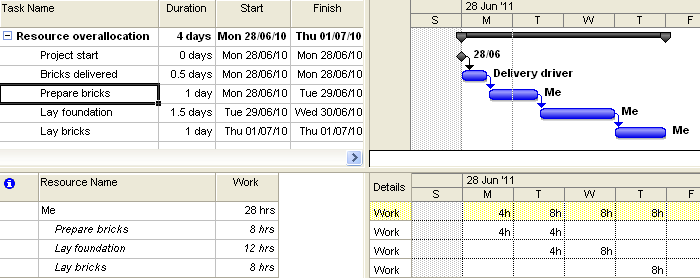 Task Name Duration Start Finish
28 Jun '11
S M T W T F
Resource overallocation 4 days Mon 28/06/10 Thu 01/07/10
Project start 0 days Mon 28/06/10 Mon 28/06/10 28/06
Bricks delivered 0.5 days Mon 28/06/10 Mon 28/06/10 Delivery driver
Prepare bricks 1 day Mon 28/06/10 Tue 29/06/10 Me
Lay foundation 1.5 days Tue 29/06/10 Wed 30/06/10 Me
Lay bricks 1 day Thu 01/07/10 Thu 01/07/10 Me
Resource Name Work Details
28 Jun '11
S M T W T F
Me 28 hrs Work 4h 8h 8h 8h
Prepare bricks 8 hrs Work 4h 4h
Lay foundation 12 hrs Work 4h 8h
Lay bricks 8 hrs Work 8h